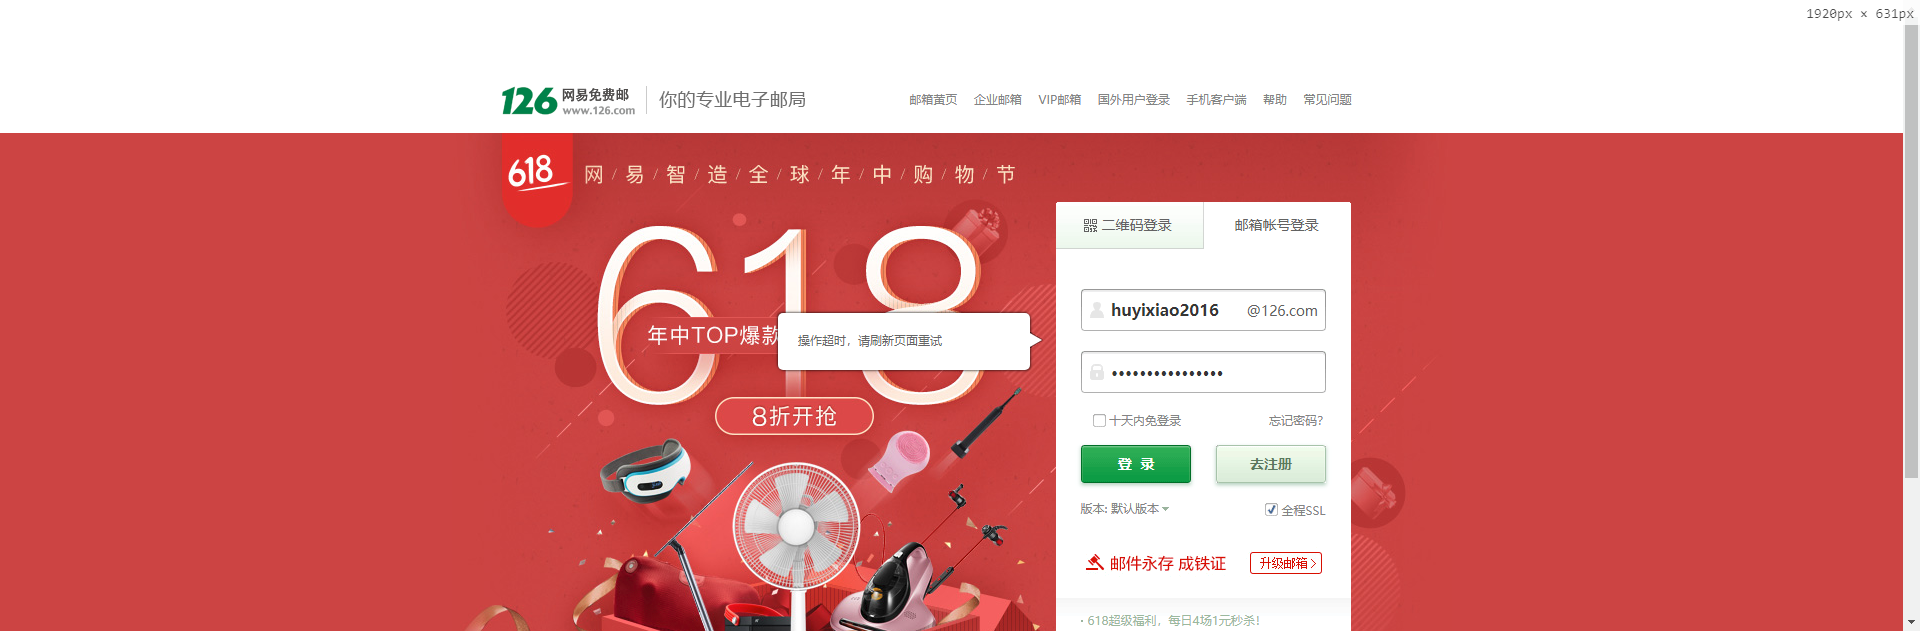 1920px × 631px
126 网易免费邮 你的专业电子邮局 邮箱黄页 企业邮箱 VIP邮箱 国外用户登录 手机客户端 帮助 常见问题
www.126.com
618 网/易/智/造/全/球/年/中/购/物/节
二维码登录 邮箱帐号登录
618
huyixiao2016 @126.com
年中TOP爆款
操作超时，请刷新页面重试
••••••••••••••••
8折开抢
十天内免登录 忘记密码?
登 录 去注册
版本: 默认版本 全程SSL
邮件永存 成铁证 升级邮箱>
· 618超级福利，每日4场1元秒杀!